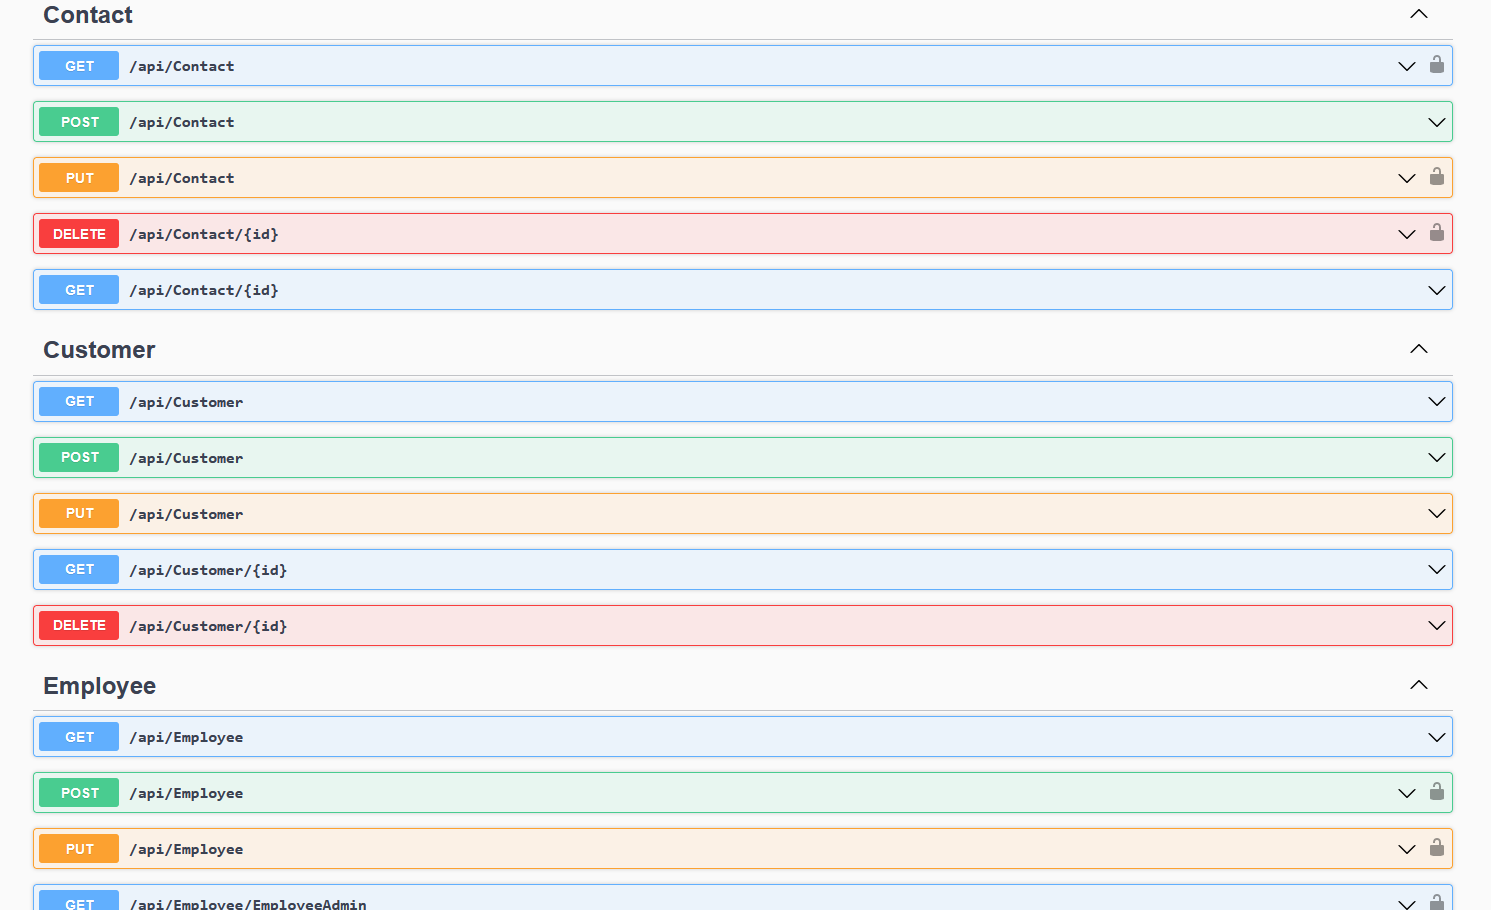 Contact
GET /api/Contact
POST /api/Contact
PUT /api/Contact
DELETE /api/Contact/{id}
GET /api/Contact/{id}
Customer
GET /api/Customer
POST /api/Customer
PUT /api/Customer
GET /api/Customer/{id}
DELETE /api/Customer/{id}
Employee
GET /api/Employee
POST /api/Employee
PUT /api/Employee
GET /api/Employee/EmployeeAdmin